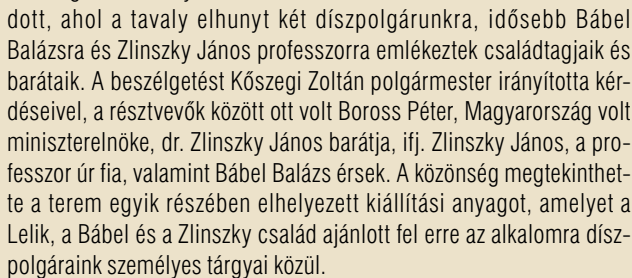 dott, ahol a tavaly elhunyt két díszpolgárunkra, idősebb Bábel
Balázsra és Zlinszky János professzorra emlékeztek családtagjaik és
barátaik. A beszélgetést Kőszegi Zoltán polgármester irányította kér-
déseivel, a résztvevők között ott volt Boross Péter, Magyarország volt
miniszterelnöke, dr. Zlinszky János barátja, ifj. Zlinszky János, a pro-
fesszor úr fia, valamint Bábel Balázs érsek. A közönség megtekinthet-
te a terem egyik részében elhelyezett kiállítási anyagot, amelyet a
Lelik, a Bábel és a Zlinszky család ajánlott fel erre az alkalomra dísz-
polgáraink személyes tárgyai közül.